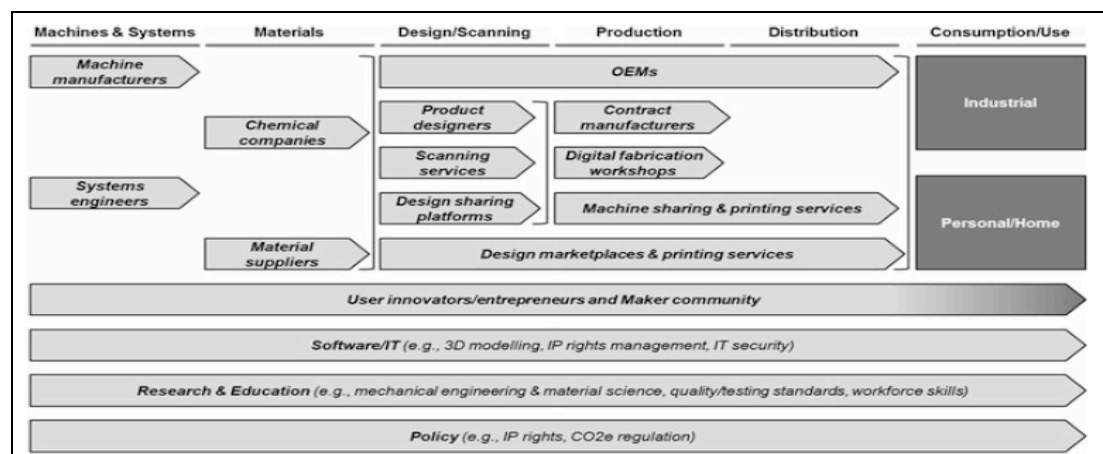 Machines & Systems Materials Design/Scanning Production Distribution Consumption/Use
Machine
manufacturers
OEMs
Industrial
Chemical
companies
Product
designers
Contract
manufacturers
Scanning
services
Digital fabrication
workshops
Systems
engineers
Design sharing
platforms
Machine sharing & printing services
Personal/Home
Material
suppliers
Design marketplaces & printing services
User innovators/entrepreneurs and Maker community
Software/IT (e.g., 3D modelling, IP rights management, IT security)
Research & Education (e.g., mechanical engineering & material science, quality/testing standards, workforce skills)
Policy (e.g., IP rights, CO2e regulation)